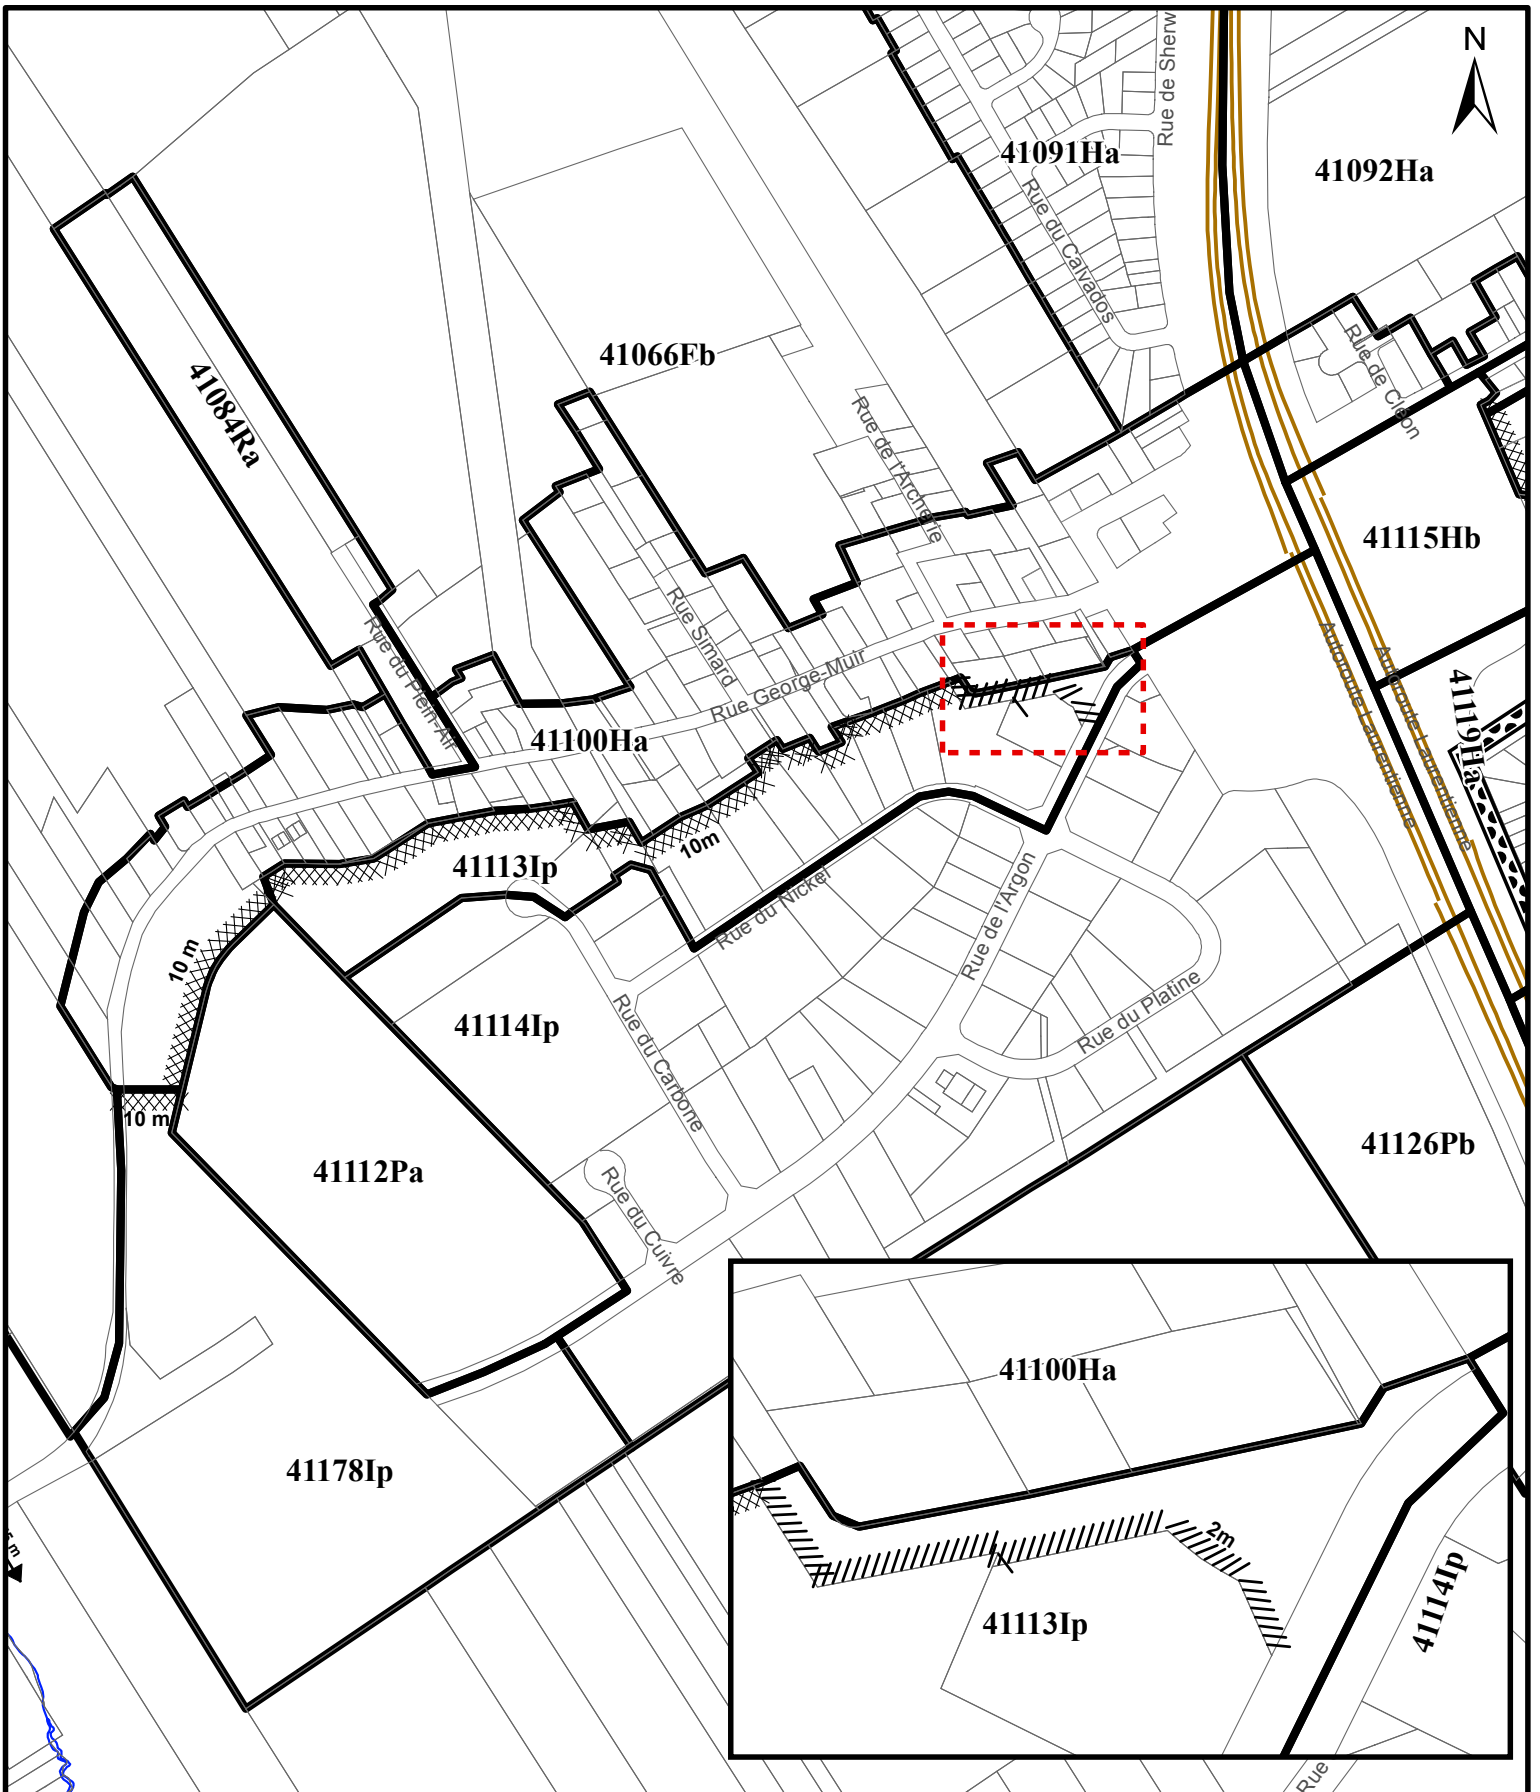 N
Rue de Sherw
41091Ha
41092Ha
Rue du Calvados
41066Fb
Rue de Cléon
41084Ra
Rue de l'Archerie
41115Hb
Rue du Plein-Air
Rue Simard
Autoroute Laurentienne
Autoroute Laurentienne
Rue George-Muir
41119Ha
41100Ha
10m
41113Ip
Rue du Nickel
Rue de l'Argon
10 m
41114Ip
Rue du Carbone
Rue du Platine
10 m
41126Pb
41112Pa
Rue du Cuivre
41100Ha
41178Ip
2m
41113Ip
41114Ip
Rue